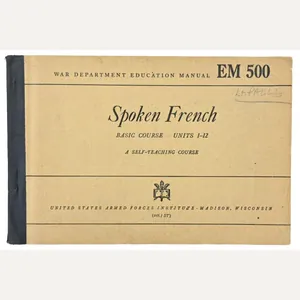 WAR DEPARTMENT EDUCATION MANUAL EM 500
Spoken French
BASIC COURSE UNITS 1-12
A SELF-TEACHING COURSE
UNITED STATES ARMED FORCES INSTITUTE—MADISON, WISCONSIN